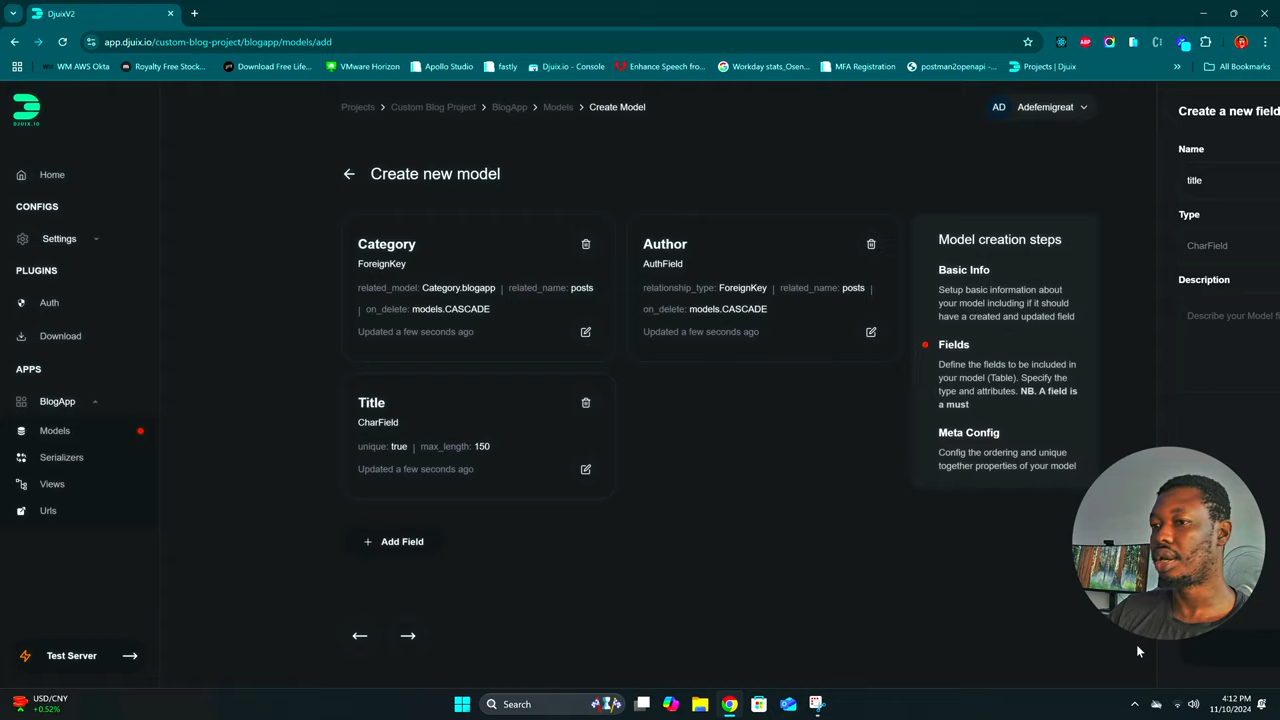 DjuixV2
app.djuix.io/custom-blog-project/blogapp/models/add
WM AWS Okta
Royalty Free Stock...
Download Free Life...
VMware Horizon
Apollo Studio
fastly
Djuix.io - Console
Enhance Speech fro...
Workday stats_Osen...
MFA Registration
postman2openapi -...
Projects | Djuix
»
All Bookmarks
DJUIX.IO
Projects > Custom Blog Project > BlogApp > Models > Create Model
AD Adefemigreat
Create a new field
Home
CONFIGS
Settings
PLUGINS
Auth
Download
APPS
BlogApp
Models
Serializers
Views
Urls
Test Server
Create new model
Category
ForeignKey
related_model: Category.blogapp | related_name: posts
| on_delete: models.CASCADE
Updated a few seconds ago
Author
AuthField
relationship_type: ForeignKey | related_name: posts |
on_delete: models.CASCADE
Updated a few seconds ago
Title
CharField
unique: true | max_length: 150
Updated a few seconds ago
+ Add Field
Model creation steps
Basic Info
Setup basic information about
your model including if it should
have a created and updated field
Fields
Define the fields to be included in
your model (Table). Specify the
type and attributes. NB. A field is
a must
Meta Config
Config the ordering and unique
together properties of your model
Name
title
Type
CharField
Description
Describe your Model f
USD/CNY
+0.52%
Search
4:12 PM
11/10/2024